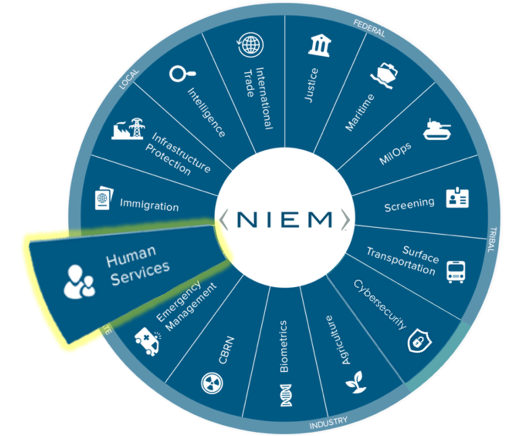 FEDERAL
LOCAL
TRIBAL
INDUSTRY
NIEM
International
Trade
Justice
Maritime
MilOps
Screening
Surface
Transportation
Cybersecurity
Agriculture
Biometrics
CBRN
Emergency
Management
Human
Services
Immigration
Infrastructure
Protection
Intelligence